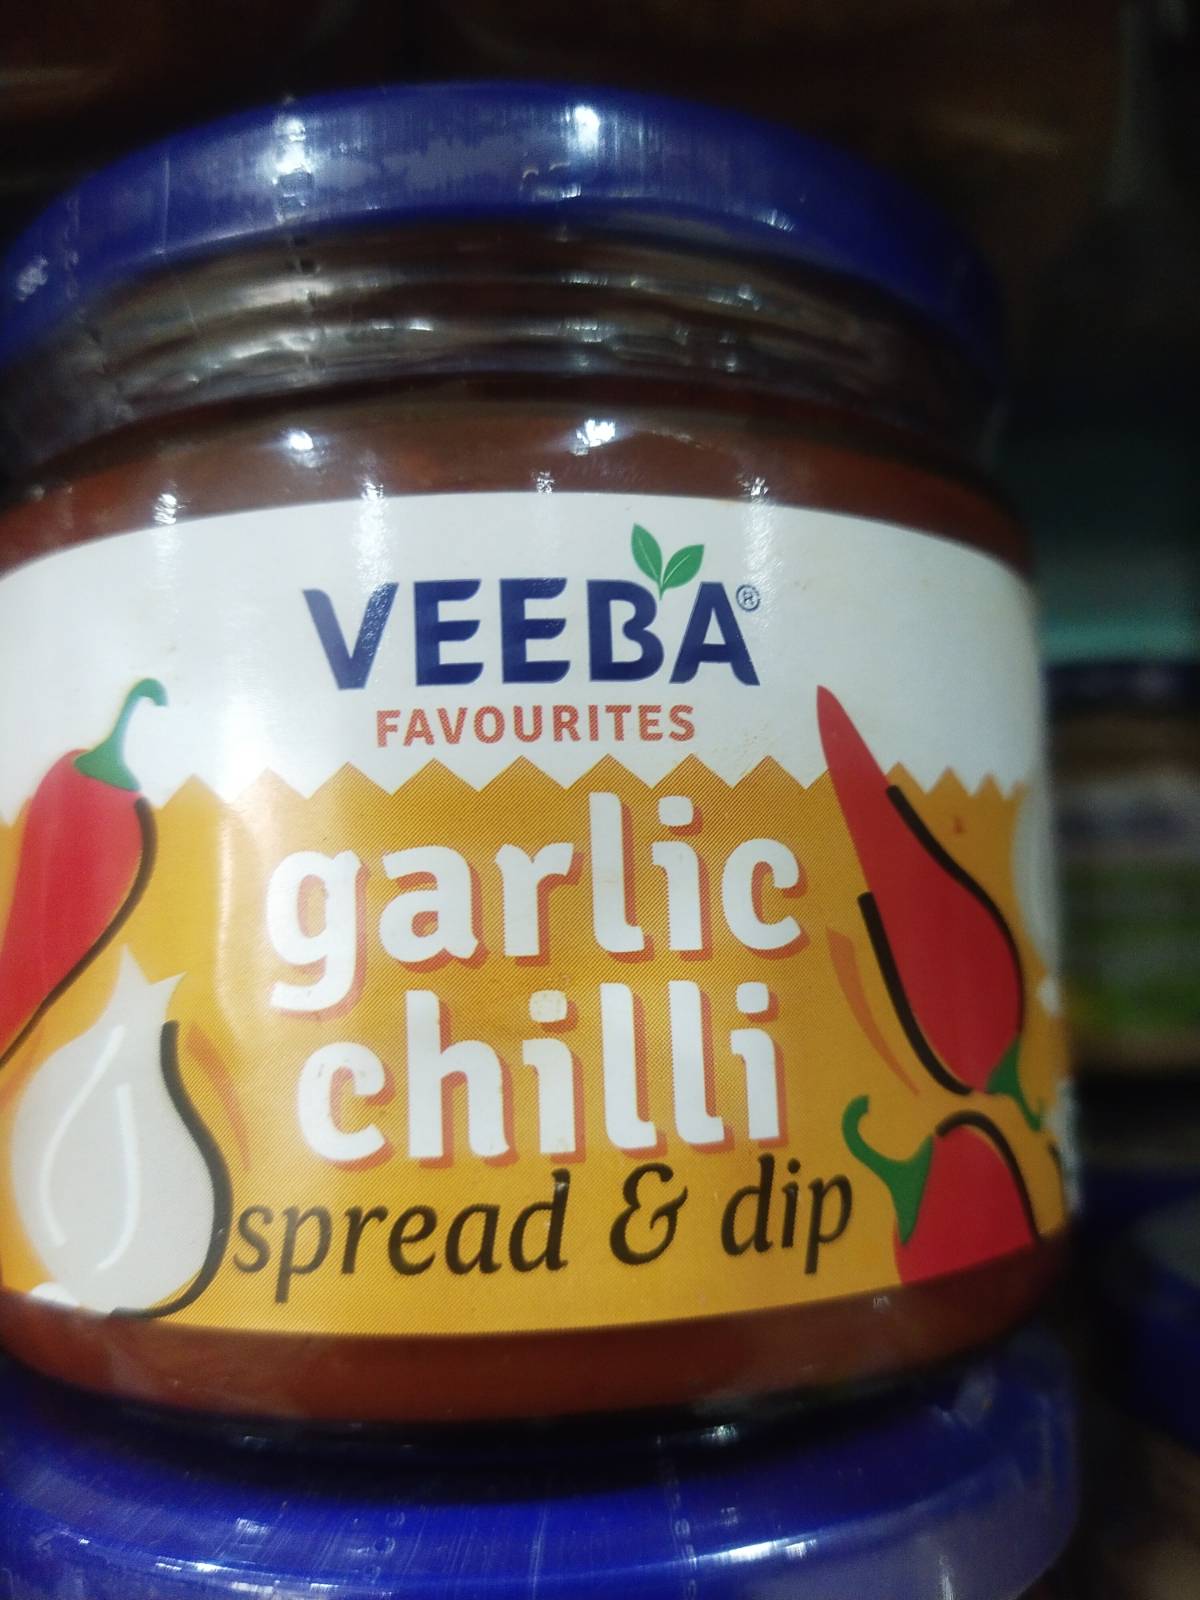 VEEBA®
FAVOURITES
garlic
chilli
spread & dip